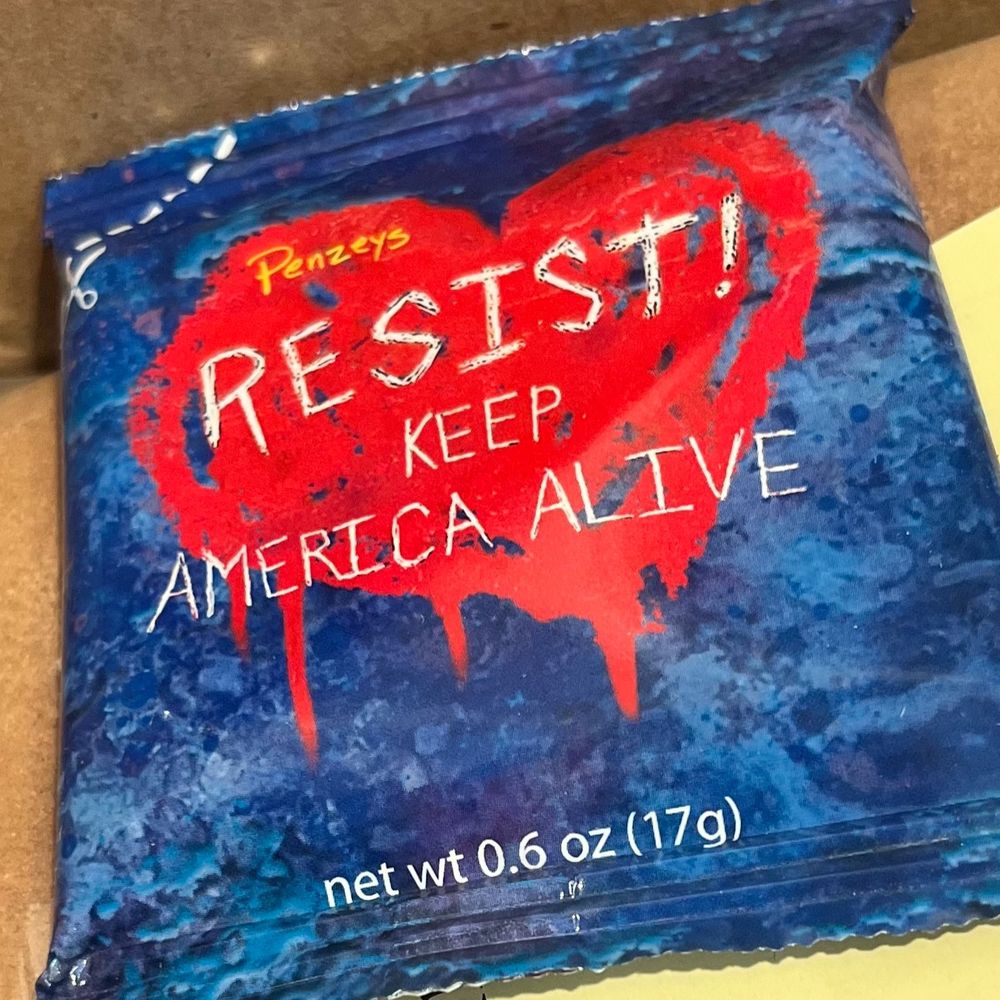 Penzeys
RESIST!
KEEP
AMERICA ALIVE
net wt 0.6 oz (17g)